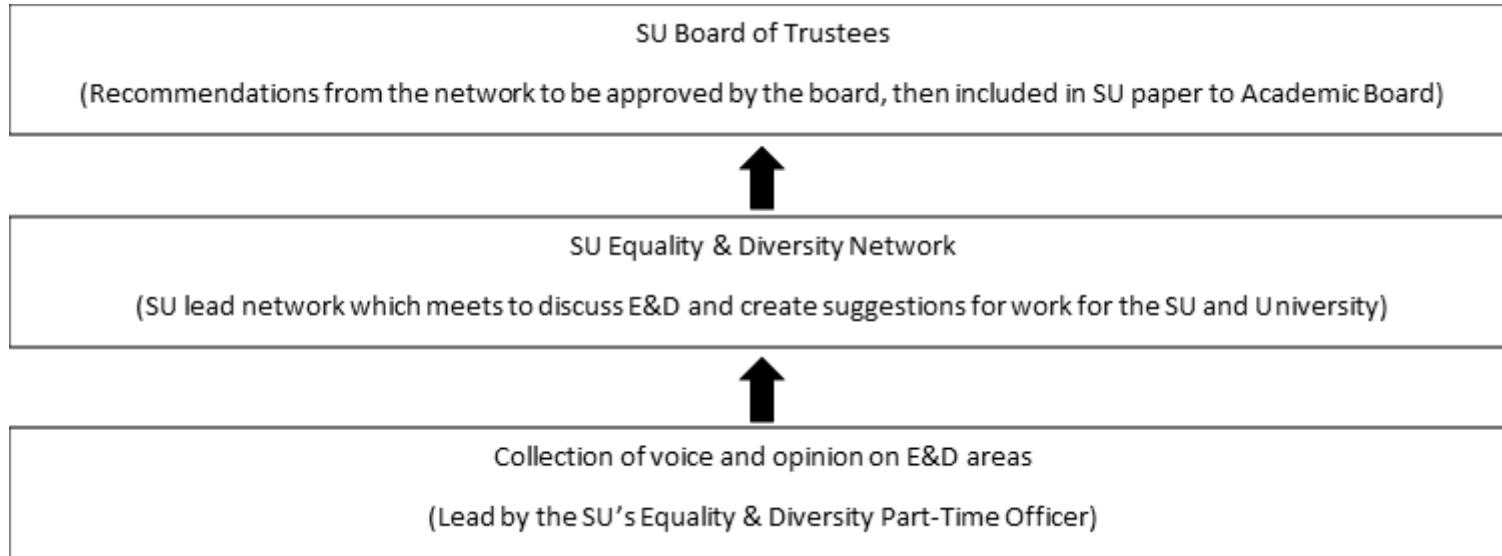 SU Board of Trustees
(Recommendations from the network to be approved by the board, then included in SU paper to Academic Board)
SU Equality & Diversity Network
(SU lead network which meets to discuss E&D and create suggestions for work for the SU and University)
Collection of voice and opinion on E&D areas
(Lead by the SU's Equality & Diversity Part-Time Officer)